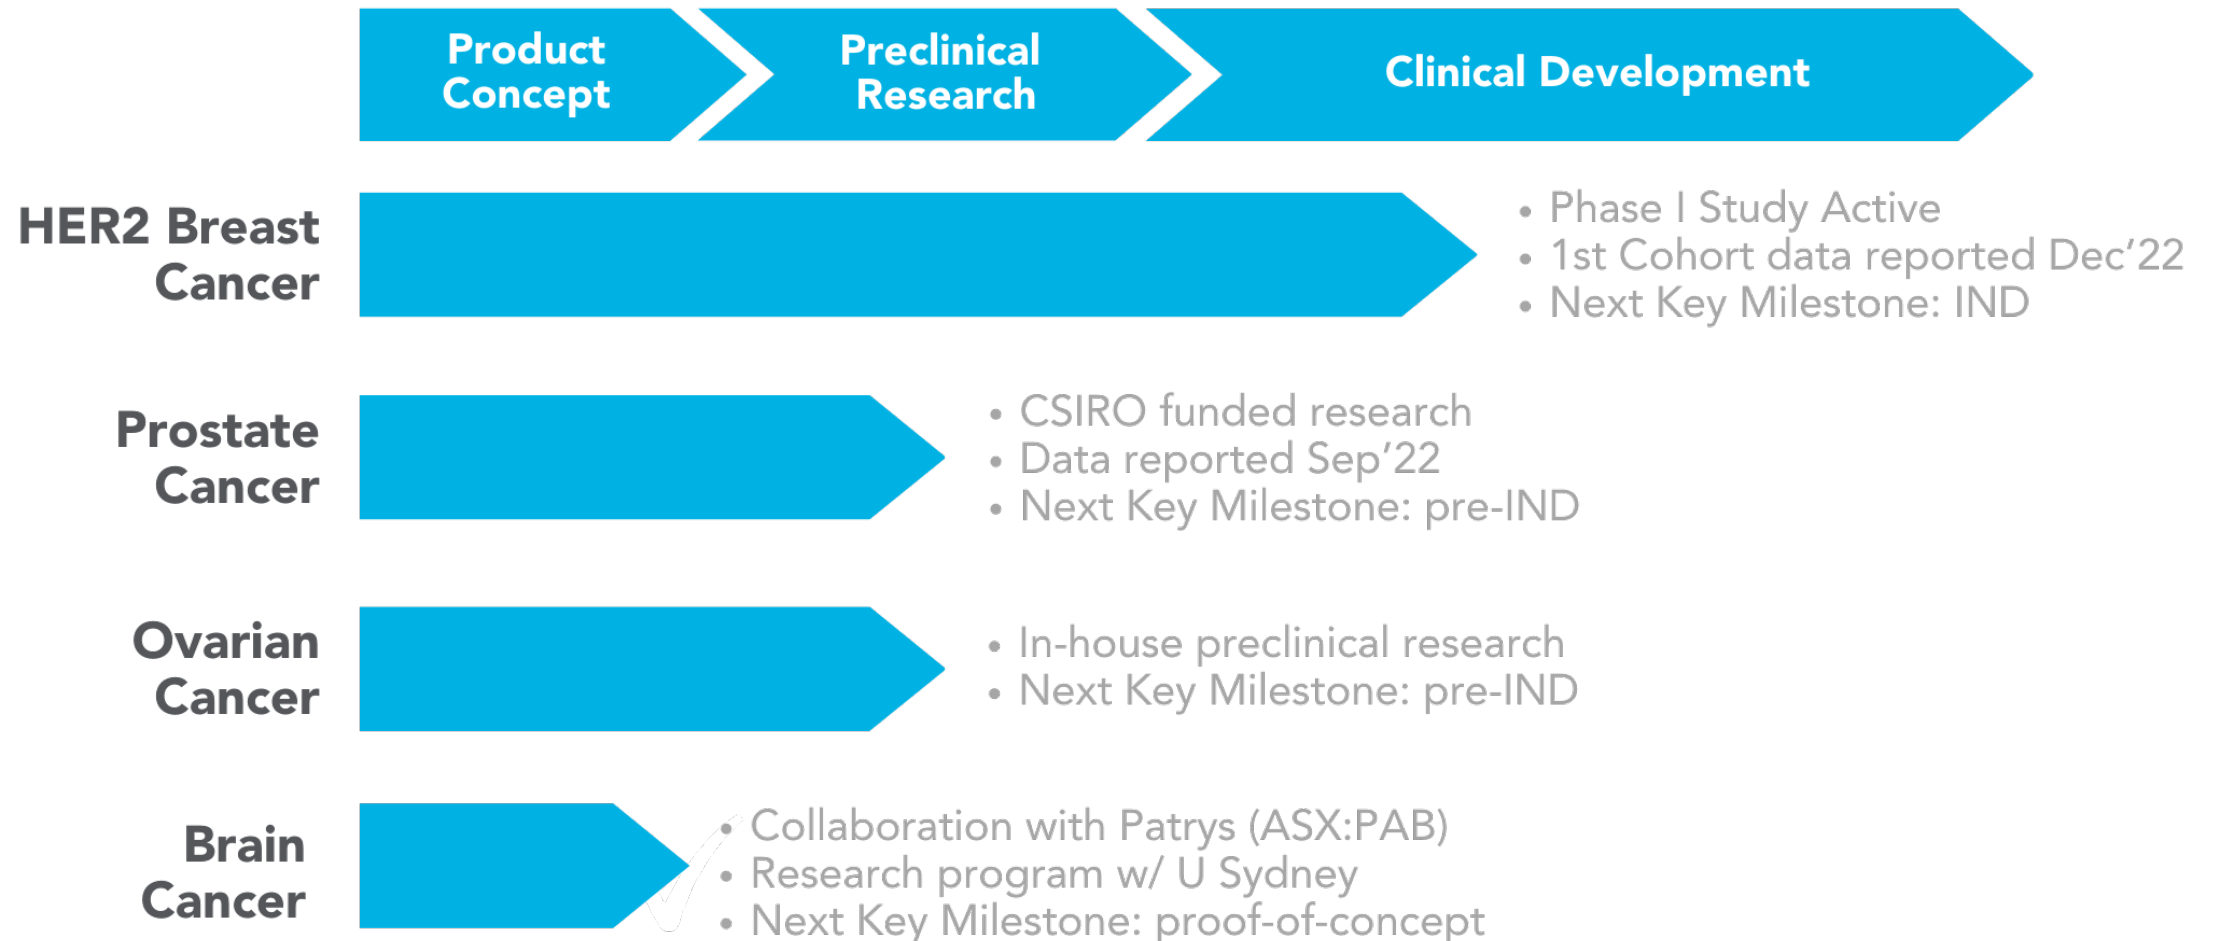 Product
Concept
Preclinical
Research
Clinical Development
HER2 Breast
Cancer
• Phase I Study Active
• 1st Cohort data reported Dec’22
• Next Key Milestone: IND
Prostate
Cancer
• CSIRO funded research
• Data reported Sep’22
• Next Key Milestone: pre-IND
Ovarian
Cancer
• In-house preclinical research
• Next Key Milestone: pre-IND
Brain
Cancer
• Collaboration with Patrys (ASX:PAB)
• Research program w/ U Sydney
• Next Key Milestone: proof-of-concept